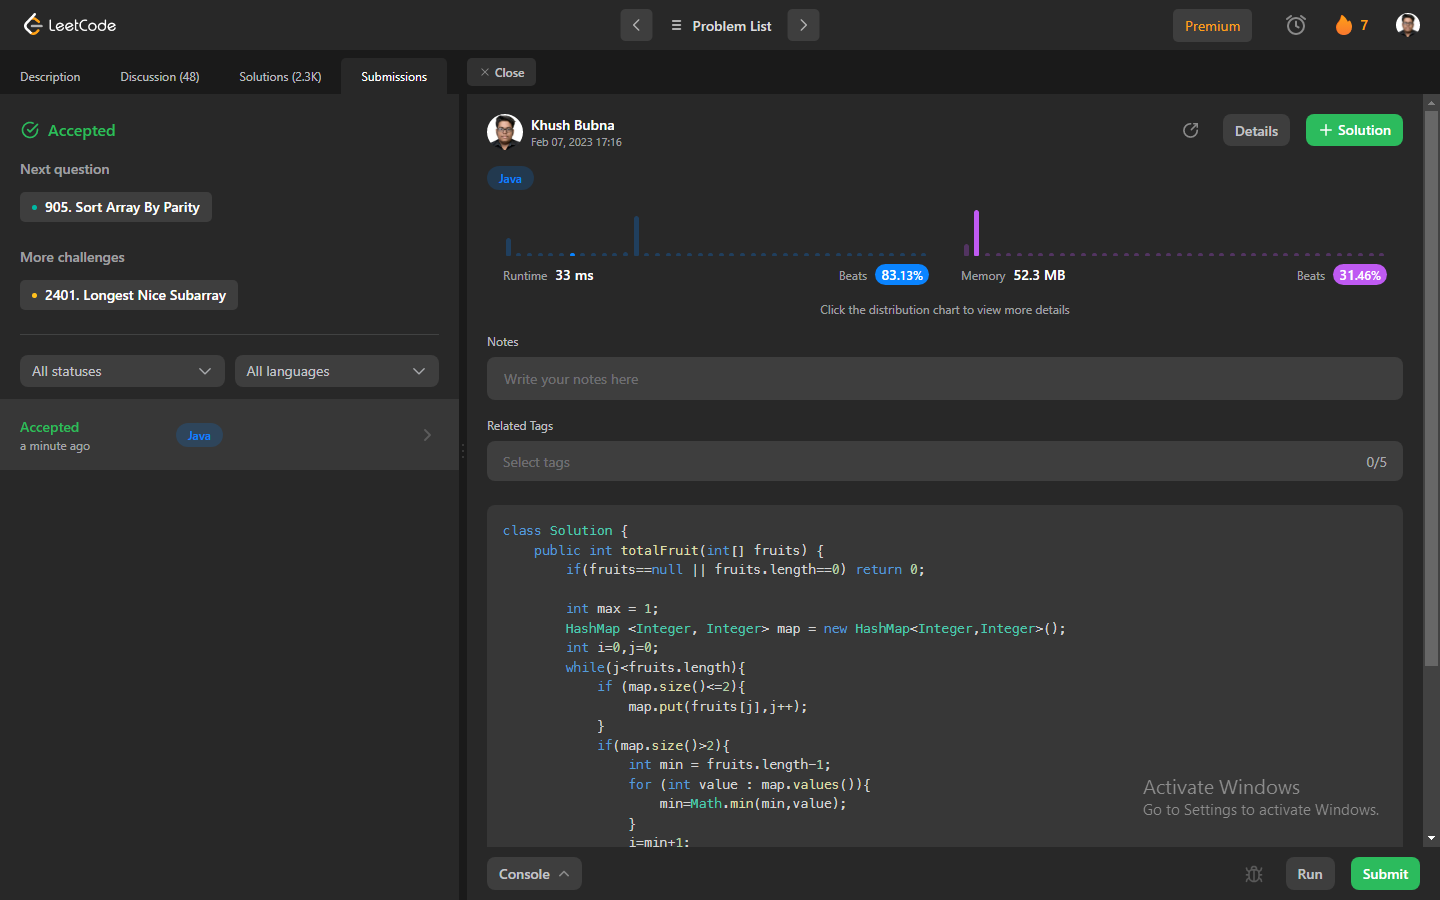 LeetCode
Problem List
Premium
7
Description
Discussion (48)
Solutions (2.3K)
Submissions
Close
Accepted
Next question
905. Sort Array By Parity
More challenges
2401. Longest Nice Subarray
All statuses
All languages
Accepted
a minute ago
Java
Khush Bubna
Feb 07, 2023 17:16
Details
+ Solution
Java
Runtime 33 ms
Beats 83.13%
Memory 52.3 MB
Beats 31.46%
Click the distribution chart to view more details
Notes
Write your notes here
Related Tags
Select tags
0/5
class Solution {
    public int totalFruit(int[] fruits) {
        if(fruits==null || fruits.length==0) return 0;
        int max = 1;
        HashMap <Integer, Integer> map = new HashMap<Integer,Integer>();
        int i=0,j=0;
        while(j<fruits.length){
            if (map.size()<=2){
                map.put(fruits[j],j++);
            }
            if(map.size()>2){
                int min = fruits.length-1;
                for (int value : map.values()){
                    min=Math.min(min,value);
                }
                i=min+1;
Activate Windows
Go to Settings to activate Windows.
Console
Run
Submit